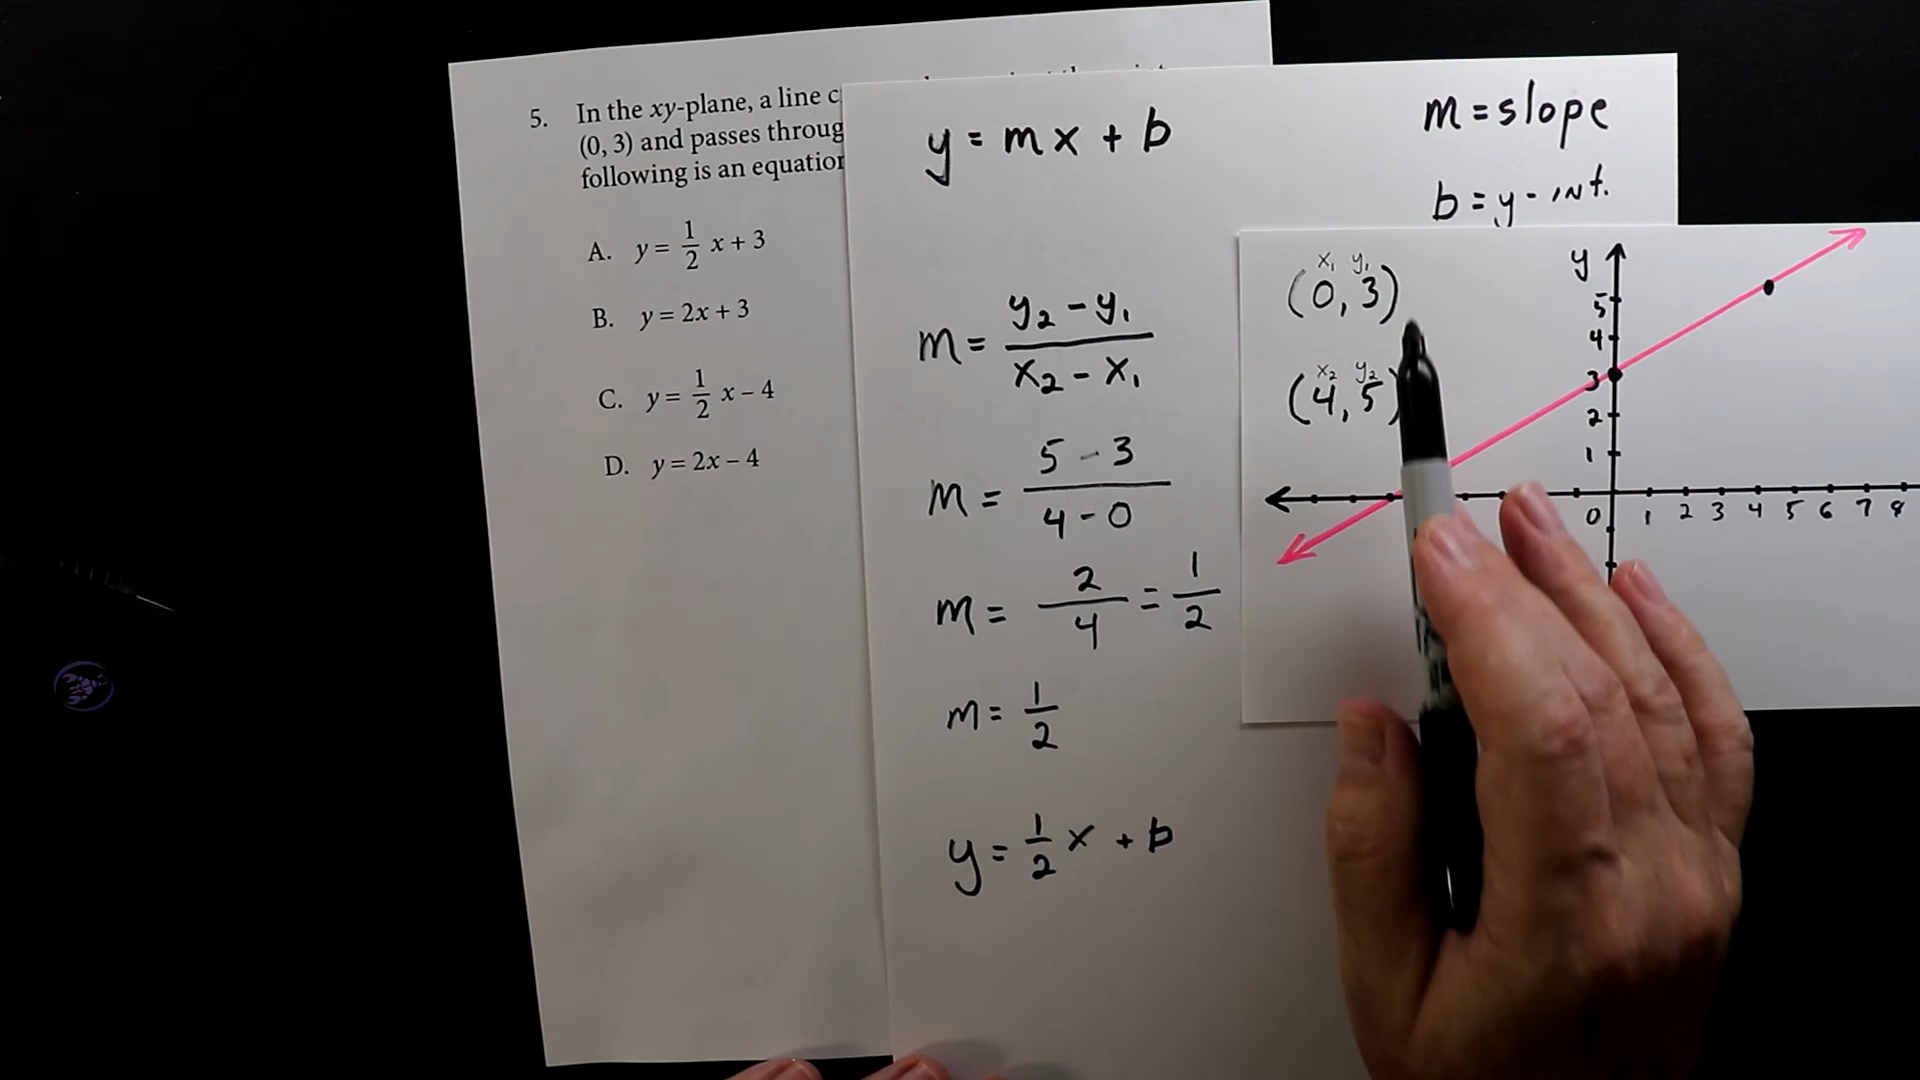 5. In the xy-plane, a line
(0, 3) and passes
following is an
A. y = 1/2 x + 3
B. y = 2x + 3
C. y = 1/2 x – 4
D. y = 2x – 4
y = mx + b
m = slope
b = y-int.
m = y₂ - y₁ / x₂ - x₁
m = 5 - 3 / 4 - 0
m = 2/4 = 1/2
m = 1/2
y = 1/2 x + b
x₁ y₁
(0, 3)
x₂ y₂
(4, 5)
y
5
4
3
2
1
0 1 2 3 4 5 6 7 8